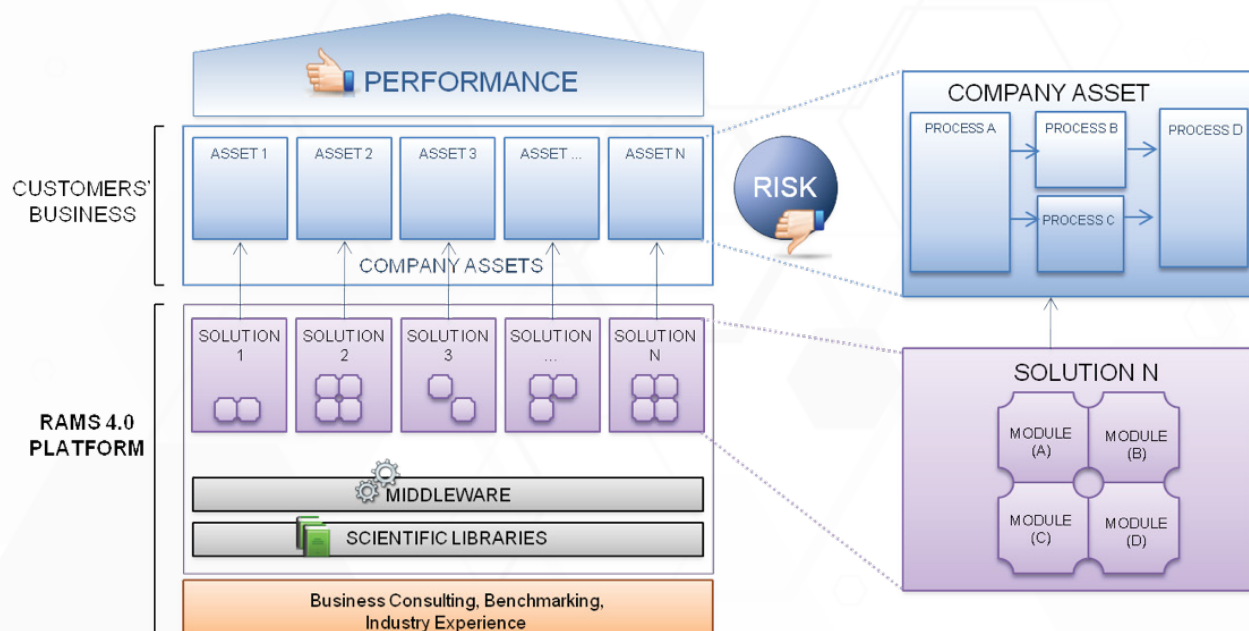 PERFORMANCE
CUSTOMERS'
BUSINESS
ASSET 1
ASSET 2
ASSET 3
ASSET ...
ASSET N
COMPANY ASSETS
RISK
COMPANY ASSET
PROCESS A
PROCESS B
PROCESS C
PROCESS D
RAMS 4.0
PLATFORM
SOLUTION
1
SOLUTION
2
SOLUTION
3
SOLUTION
...
SOLUTION
N
MIDDLEWARE
SCIENTIFIC LIBRARIES
Business Consulting, Benchmarking,
Industry Experience
SOLUTION N
MODULE
(A)
MODULE
(B)
MODULE
(C)
MODULE
(D)